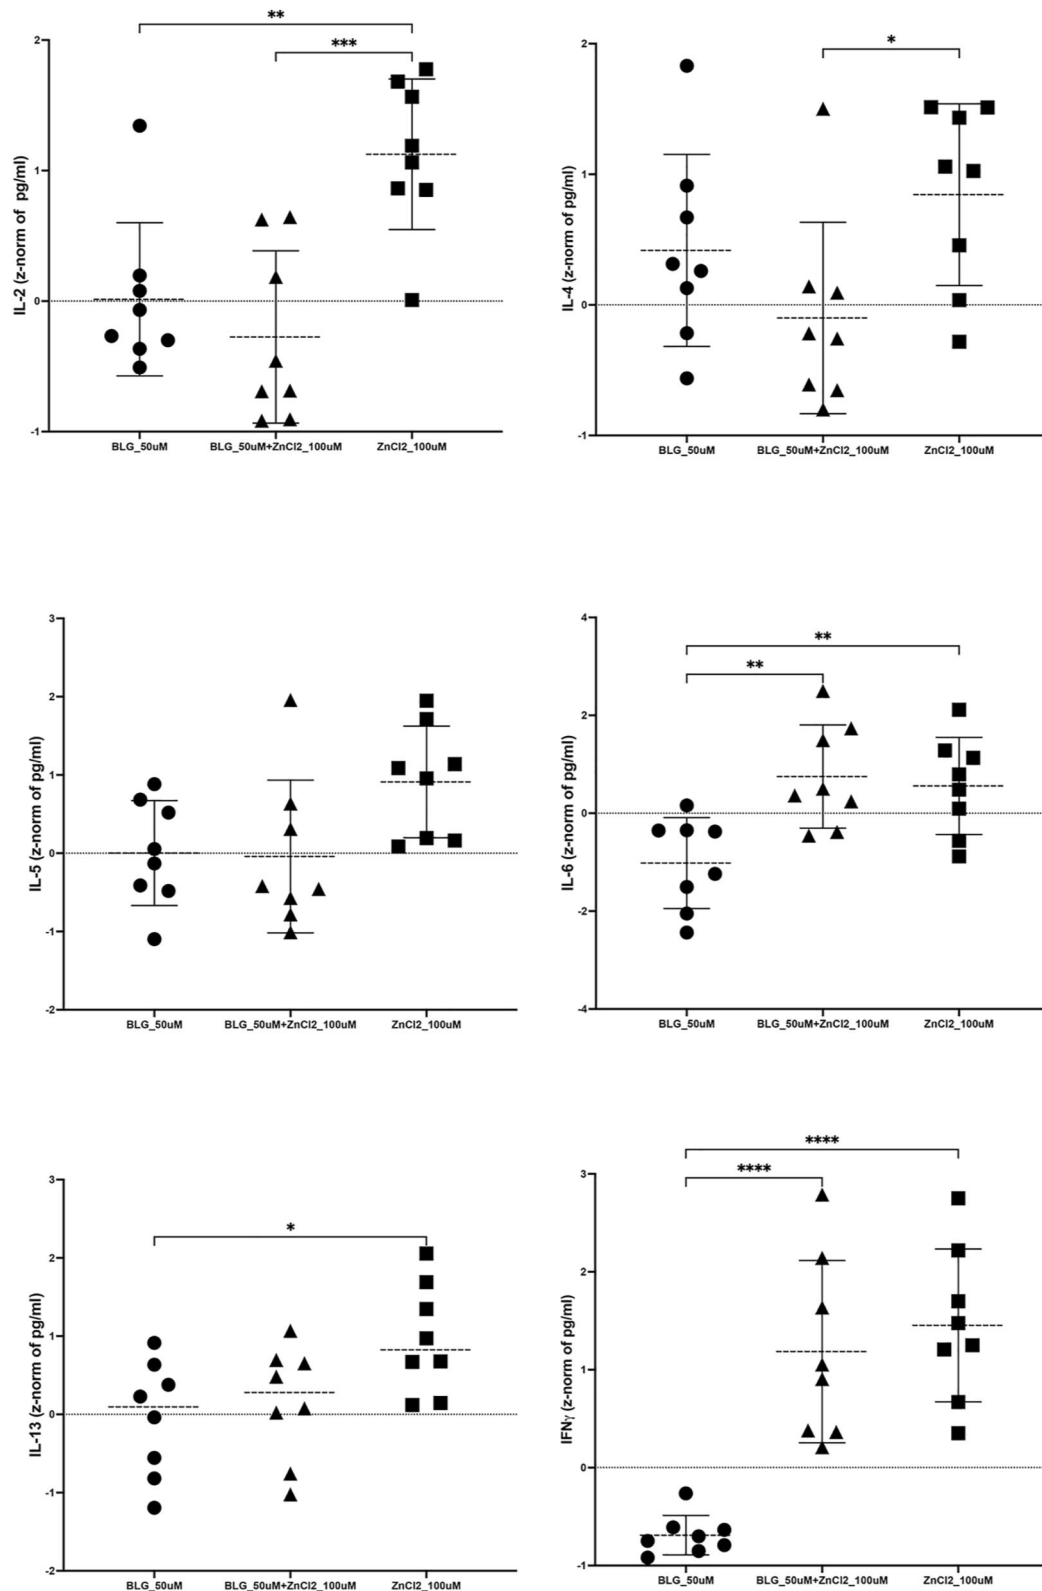 **
***
2
1
0
-1
IL-2 (z-norm of pg/ml)
BLG_50uM
BLG_50uM+ZnCl2_100uM
ZnCl2_100uM
*
2
1
0
-1
IL-4 (z-norm of pg/ml)
BLG_50uM
BLG_50uM+ZnCl2_100uM
ZnCl2_100uM
3
2
1
0
-1
-2
IL-5 (z-norm of pg/ml)
BLG_50uM
BLG_50uM+ZnCl2_100uM
ZnCl2_100uM
**
**
4
2
0
-2
-4
IL-6 (z-norm of pg/ml)
BLG_50uM
BLG_50uM+ZnCl2_100uM
ZnCl2_100uM
*
3
2
1
0
-1
-2
IL-13 (z-norm of pg/ml)
BLG_50uM
BLG_50uM+ZnCl2_100uM
ZnCl2_100uM
****
****
3
2
1
0
-1
IFNγ (z-norm of pg/ml)
BLG_50uM
BLG_50uM+ZnCl2_100uM
ZnCl2_100uM